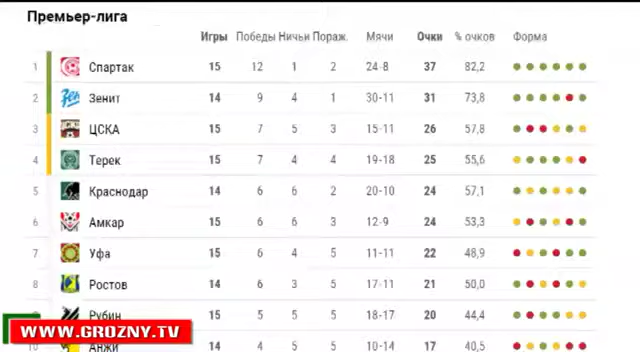 Премьер-лига
Игры Победы Ничьи Пораж. Мячи Очки % очков Форма
1 Спартак 15 12 1 2 24-8 37 82,2
2 Зенит 14 9 4 1 30-11 31 73,8
3 ЦСКА 15 7 5 3 15-11 26 57,8
4 Терек 15 7 4 4 19-18 25 55,6
5 Краснодар 14 6 6 2 20-10 24 57,1
6 Амкар 15 6 6 3 12-9 24 53,3
7 Уфа 15 6 4 5 11-11 22 48,9
8 Ростов 14 6 3 5 17-11 21 50,0
Рубин 15 5 5 5 18-17 20 44,4
WWW.GROZNY.TV
10 Анжи 14 4 5 5 10-14 17 40,5